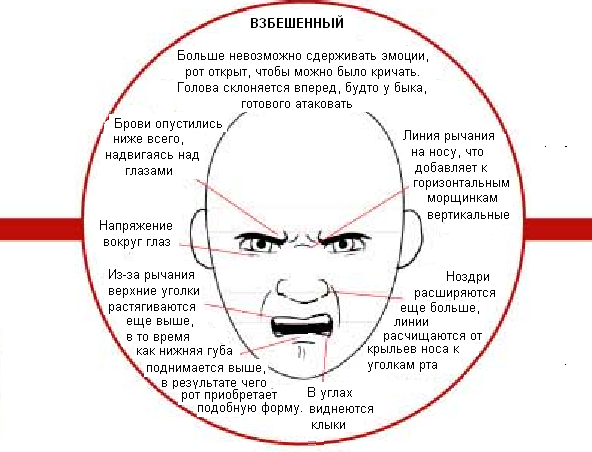 ВЗБЕШЕННЫЙ
Больше невозможно сдерживать эмоции,
рот открыт, чтобы можно было кричать.
Голова склоняется вперед, будто у быка,
готового атаковать
Брови опустились
ниже всего,
надвигаясь над
глазами
Линия рычания
на носу, что
добавляет к
горизонтальным
морщинкам
вертикальные
Напряжение
вокруг глаз
Из-за рычания
верхние уголки
растягиваются
еще выше,
в то время
как нижняя губа
поднимается выше,
в результате чего
рот приобретает
подобную форму.
Ноздри
расширяются
еще больше,
линии
расчищаются от
крыльев носа к
уголкам рта
В углах
виднеются
клыки